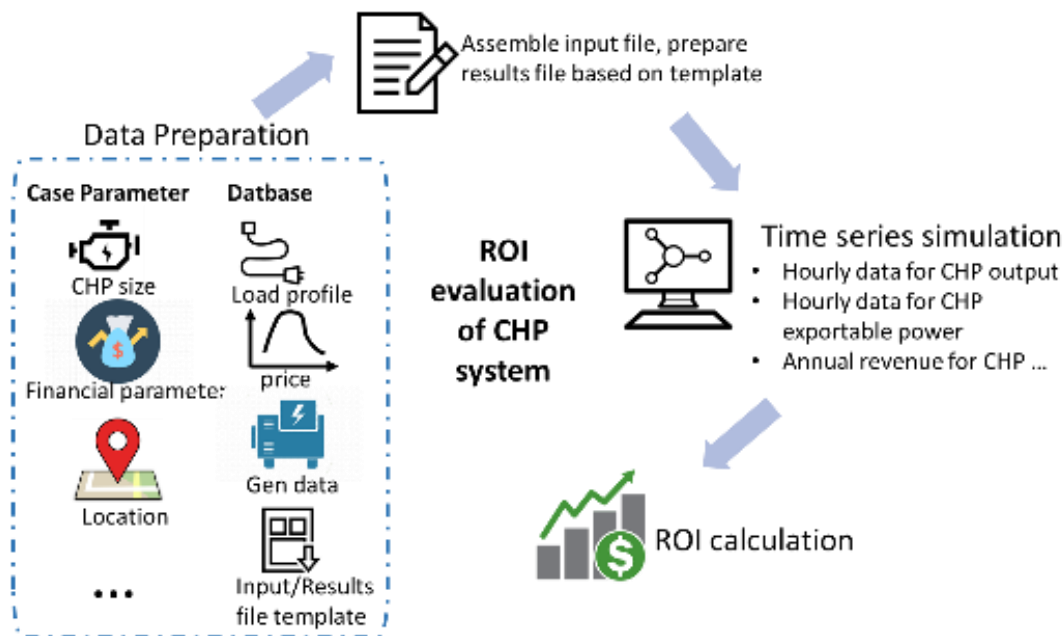 Assemble input file, prepare
results file based on template
Data Preparation
Case Parameter
Datbase
CHP size
Load profile
Financial parameter
price
Location
Gen data
...
Input/Results
file template
ROI
evaluation
of CHP
system
Time series simulation
• Hourly data for CHP output
• Hourly data for CHP
exportable power
• Annual revenue for CHP ...
ROI calculation
$
$